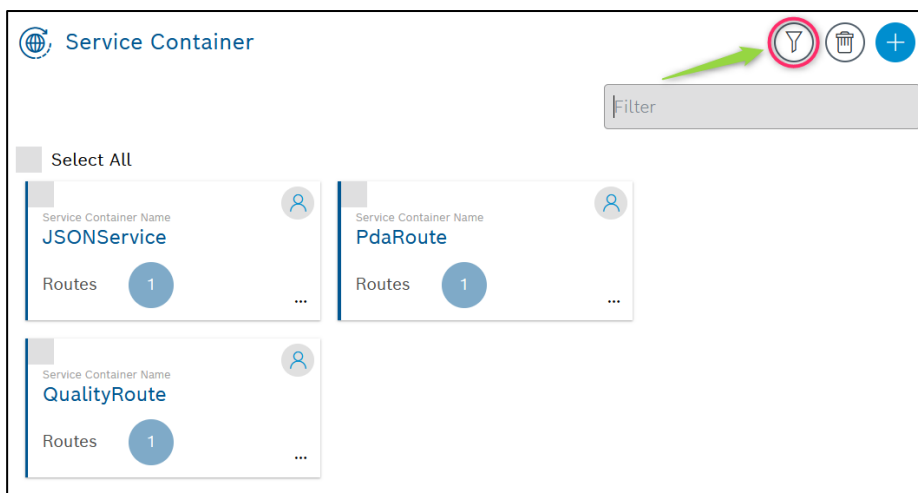 Service Container
Filter
Select All
Service Container Name
JSONService
Routes 1
...
Service Container Name
PdaRoute
Routes 1
...
Service Container Name
QualityRoute
Routes 1
...